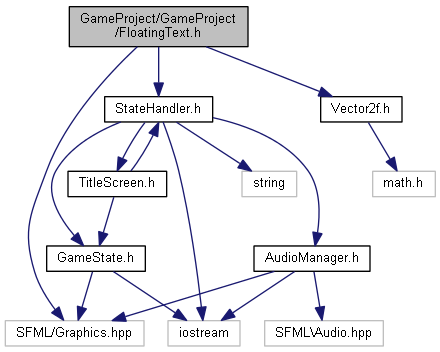 GameProject/GameProject
/FloatingText.h
StateHandler.h
Vector2f.h
TitleScreen.h
string
math.h
GameState.h
AudioManager.h
SFML/Graphics.hpp
iostream
SFML\Audio.hpp